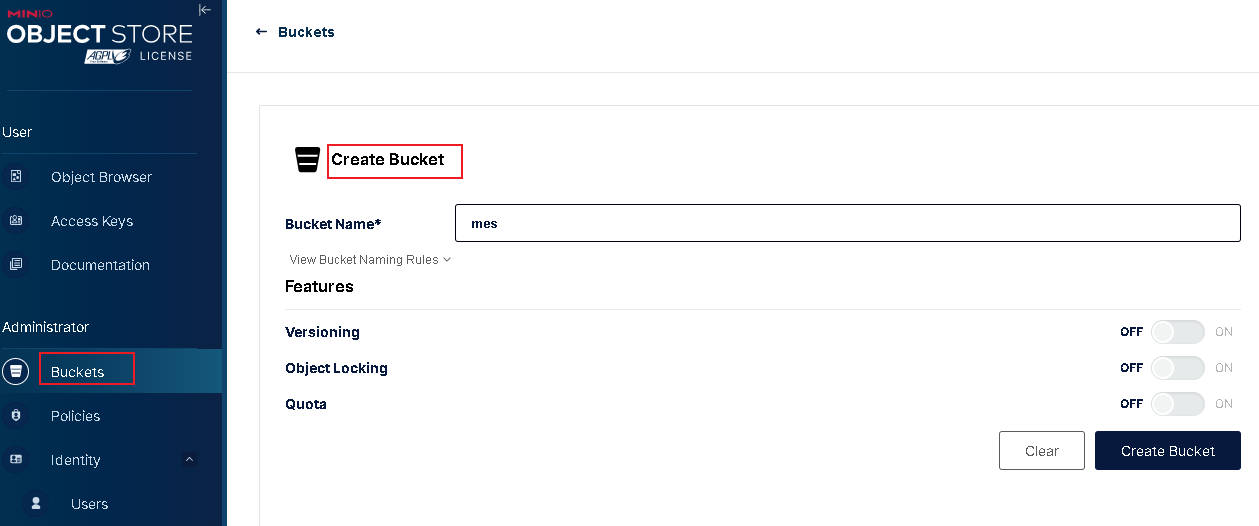 MINIO
OBJECT STORE
AGPL v3 LICENSE
User
Object Browser
Access Keys
Documentation
Administrator
Buckets
Policies
Identity
Users
← Buckets
Create Bucket
Bucket Name* mes
View Bucket Naming Rules
Features
Versioning OFF ON
Object Locking OFF ON
Quota OFF ON
Clear Create Bucket